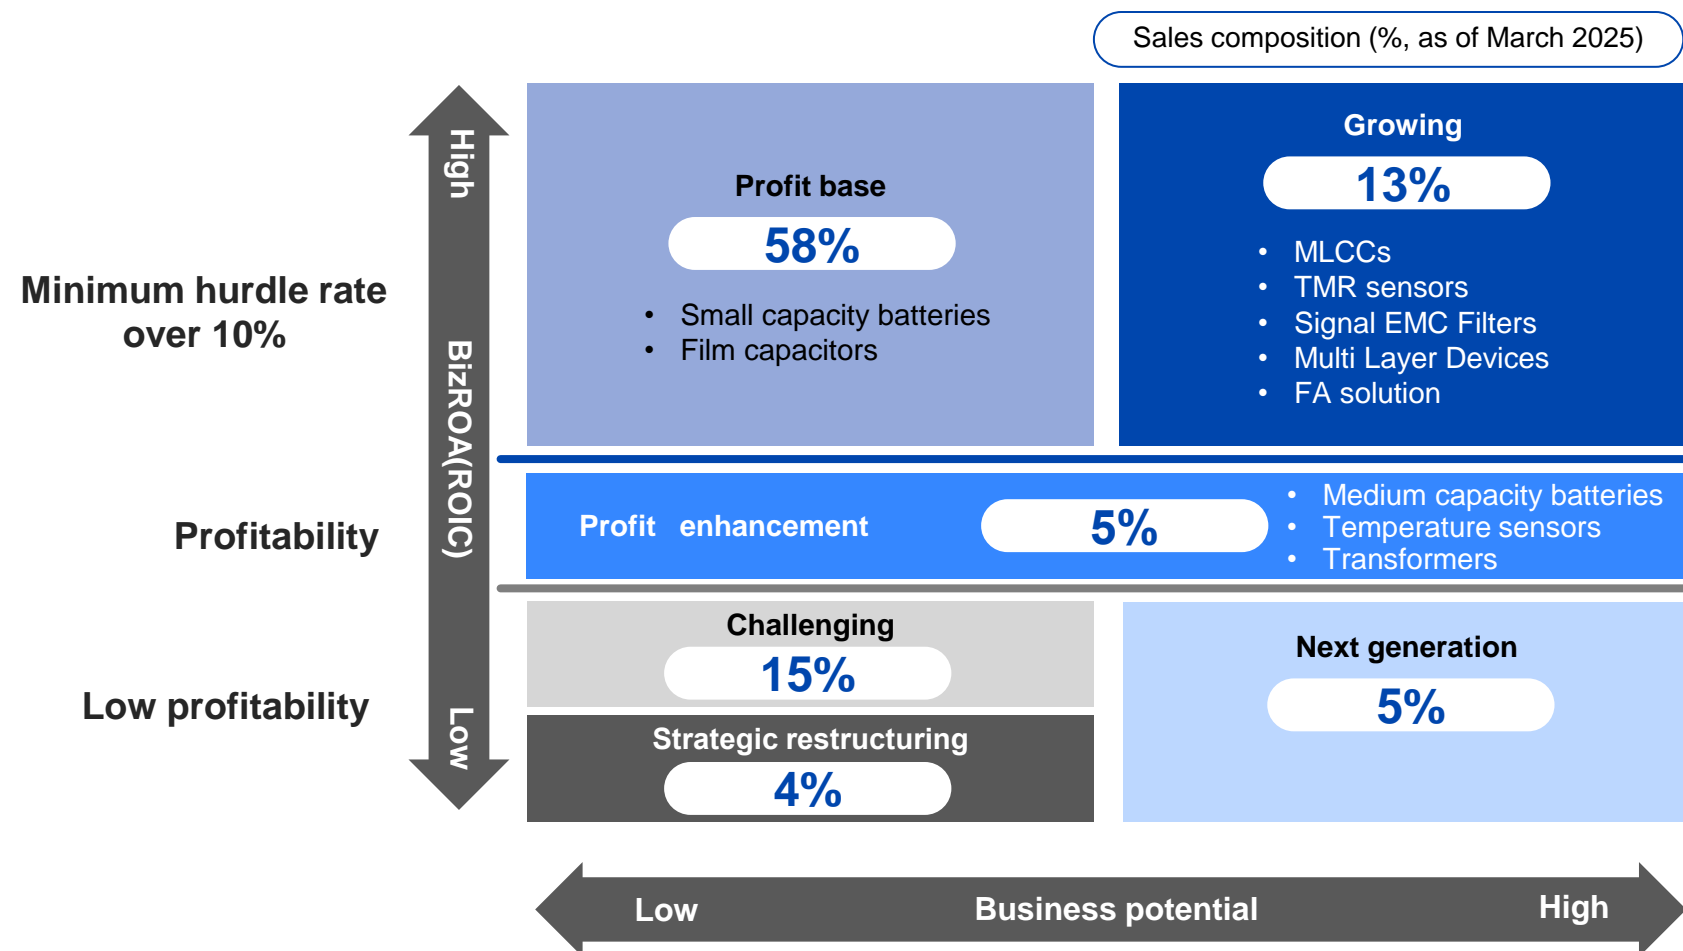 Sales composition (%, as of March 2025)
High
BizROA(ROIC)
Low
Minimum hurdle rate
over 10%
Profitability
Low profitability
Profit base
58%
• Small capacity batteries
• Film capacitors
Growing
13%
• MLCCs
• TMR sensors
• Signal EMC Filters
• Multi Layer Devices
• FA solution
Profit enhancement
5%
• Medium capacity batteries
• Temperature sensors
• Transformers
Challenging
15%
Strategic restructuring
4%
Next generation
5%
Low Business potential High